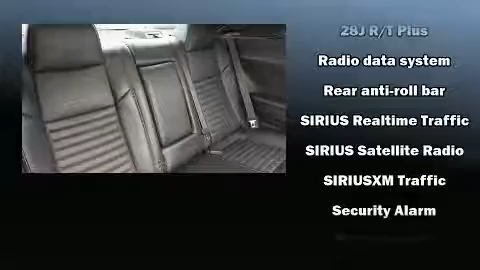 28J R/T Plus
Radio data system
Rear anti-roll bar
SIRIUS Realtime Traffic
SIRIUS Satellite Radio
SIRIUSXM Traffic
Security Alarm